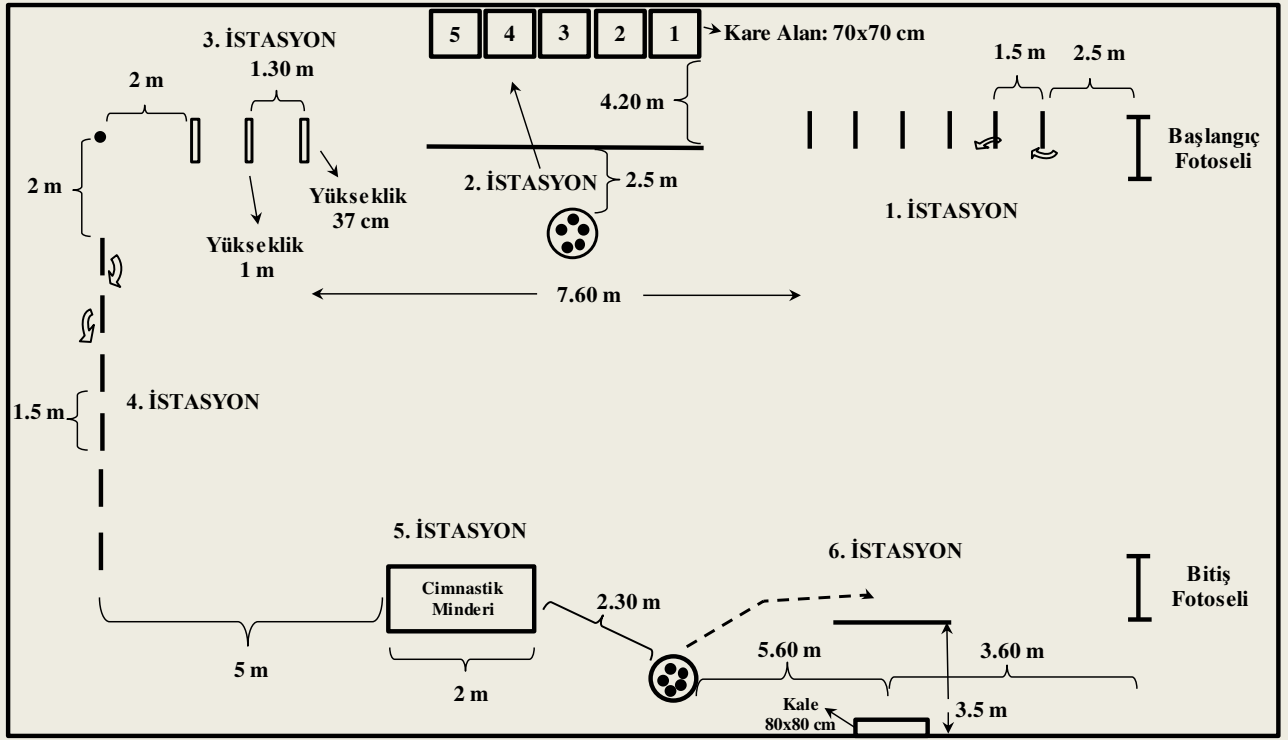 3. İSTASYON
1.30 m
2 m
2 m
Yükseklik
37 cm
Yükseklik
1 m
5
4
3
2
1
Kare Alan: 70x70 cm
4.20 m
2. İSTASYON
2.5 m
1.5 m
2.5 m
Başlangıç
Fotoseli
1. İSTASYON
7.60 m
1.5 m
4. İSTASYON
5. İSTASYON
Cimnastik
Minderi
5 m
2 m
2.30 m
6. İSTASYON
5.60 m
3.60 m
Kale
80x80 cm
3.5 m
Bitiş
Fotoseli